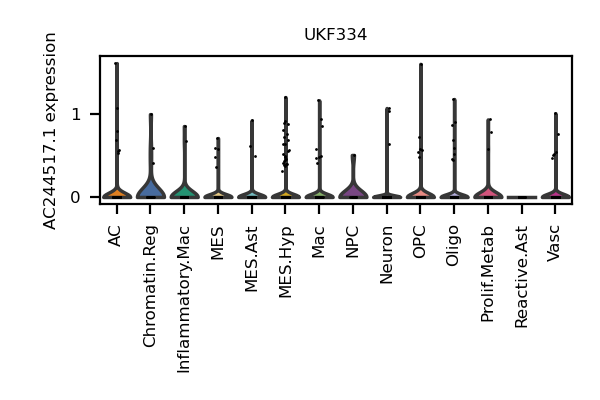 UKF334
AC244517.1 expression
1
0
AC
Chromatin.Reg
Inflammatory.Mac
MES
MES.Ast
MES.Hyp
Mac
NPC
Neuron
OPC
Oligo
Prolif.Metab
Reactive.Ast
Vasc